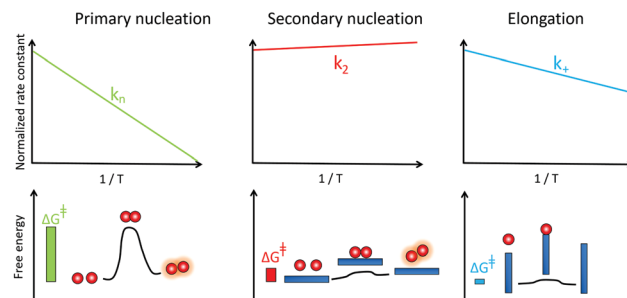 Primary nucleation
Secondary nucleation
Elongation
Normalized rate constant
kn
k2
k+
1 / T
1 / T
1 / T
Free energy
ΔG‡
ΔG‡
ΔG‡